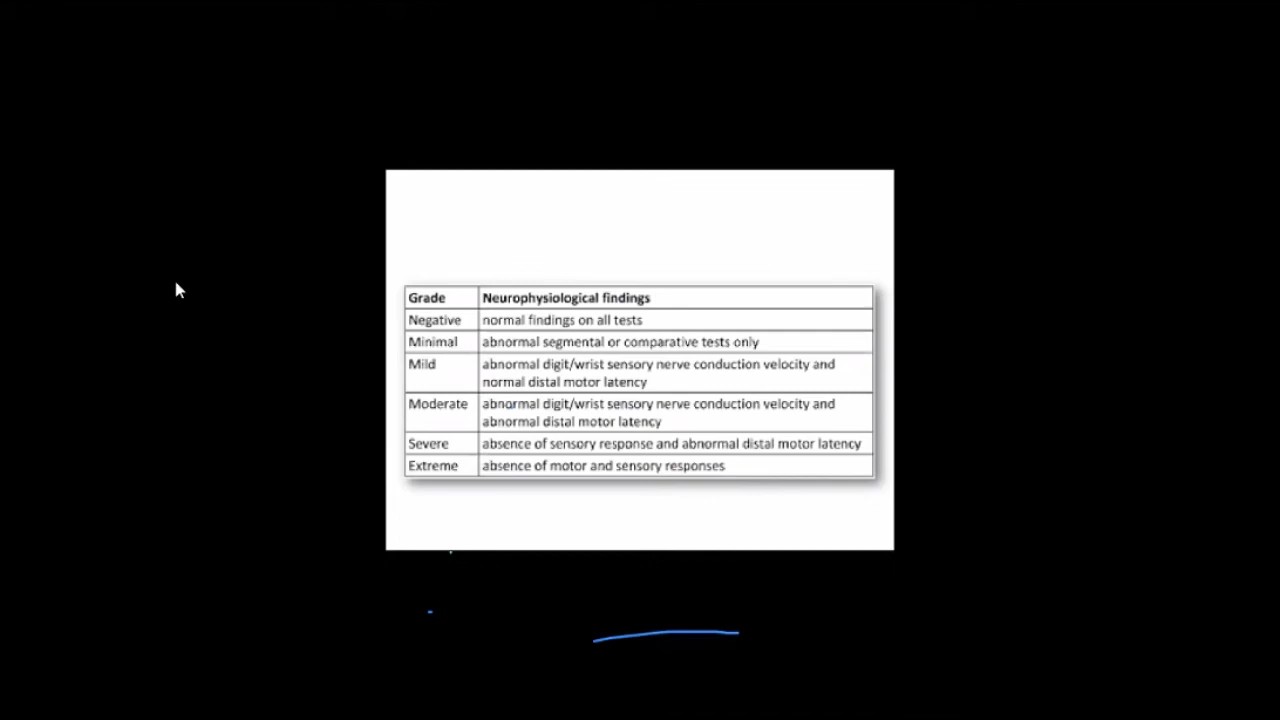 Grade Neurophysiological findings
Negative normal findings on all tests
Minimal abnormal segmental or comparative tests only
Mild abnormal digit/wrist sensory nerve conduction velocity and
normal distal motor latency
Moderate abnormal digit/wrist sensory nerve conduction velocity and
abnormal distal motor latency
Severe absence of sensory response and abnormal distal motor latency
Extreme absence of motor and sensory responses